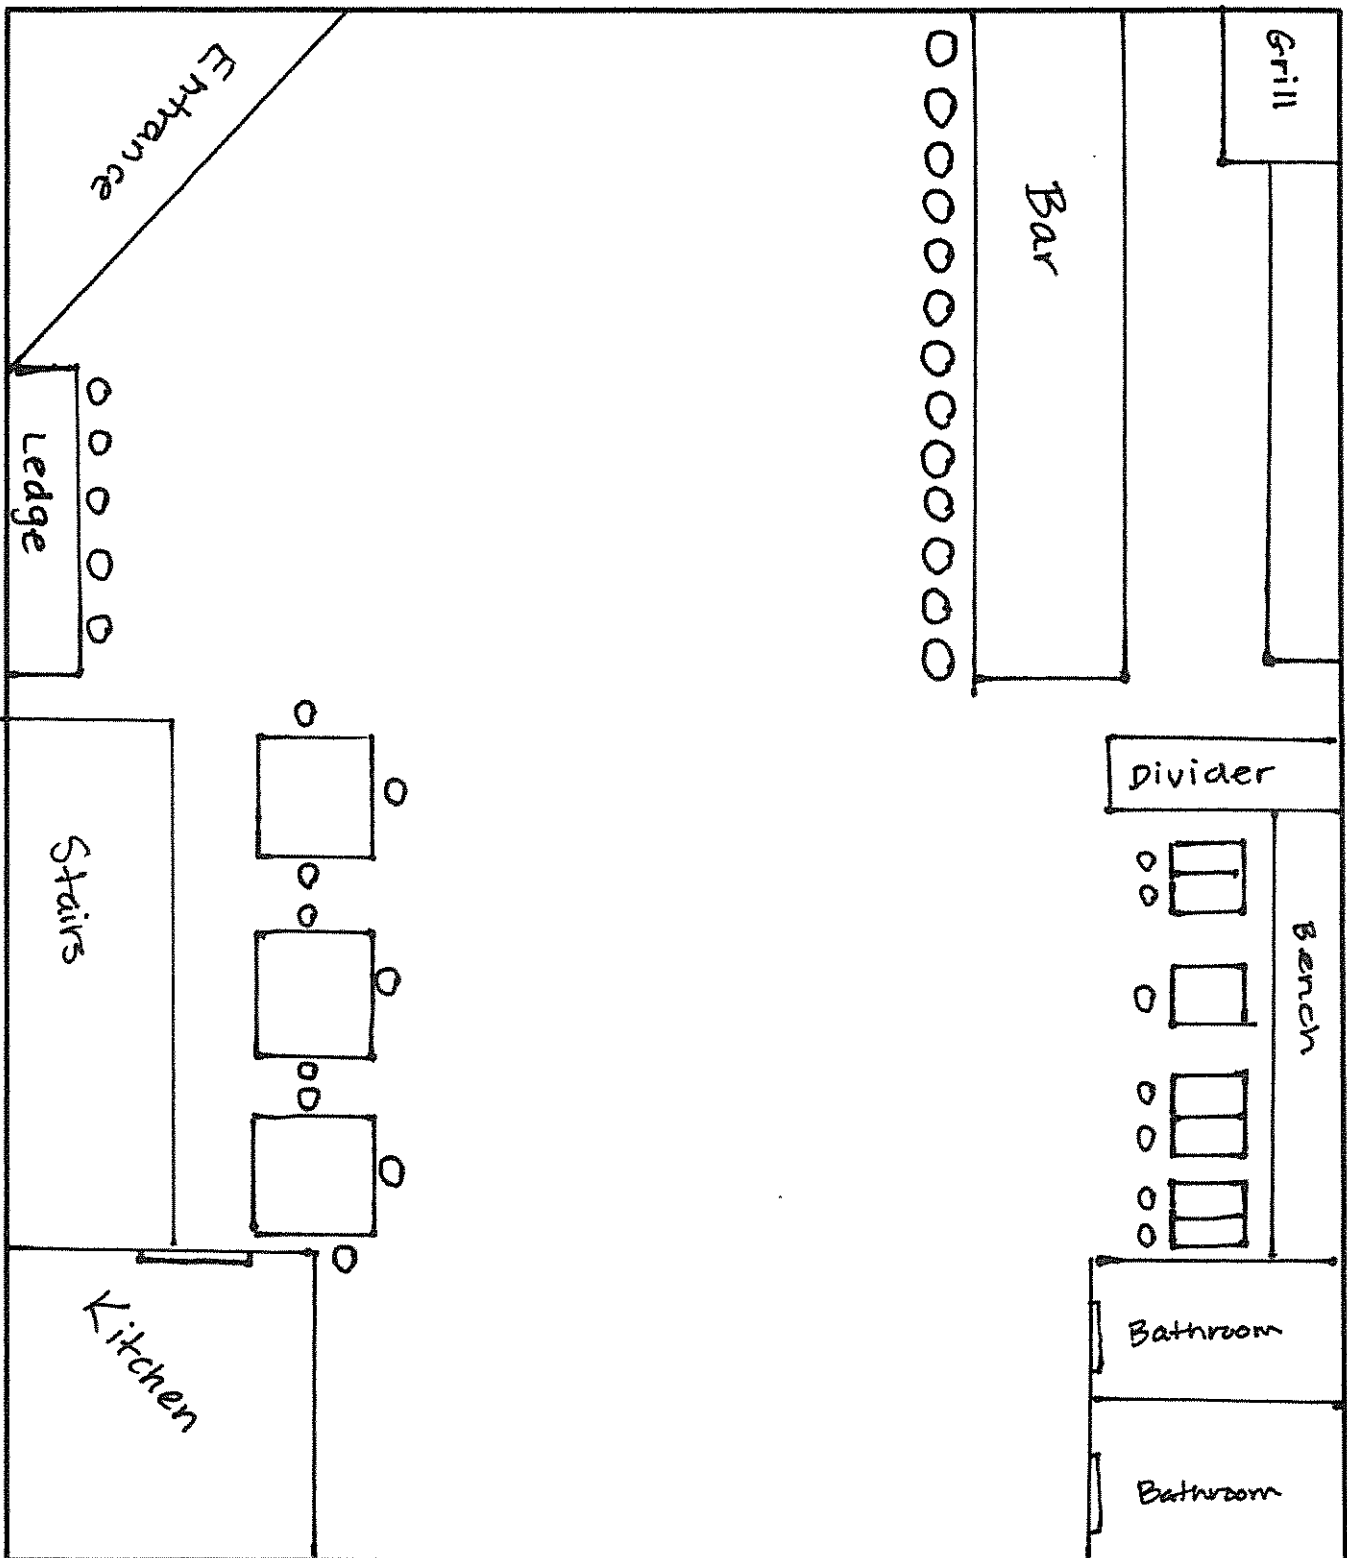 Entrance
Grill
Bar
Ledge
Divider
Stairs
Bench
Kitchen
Bathroom
Bathroom